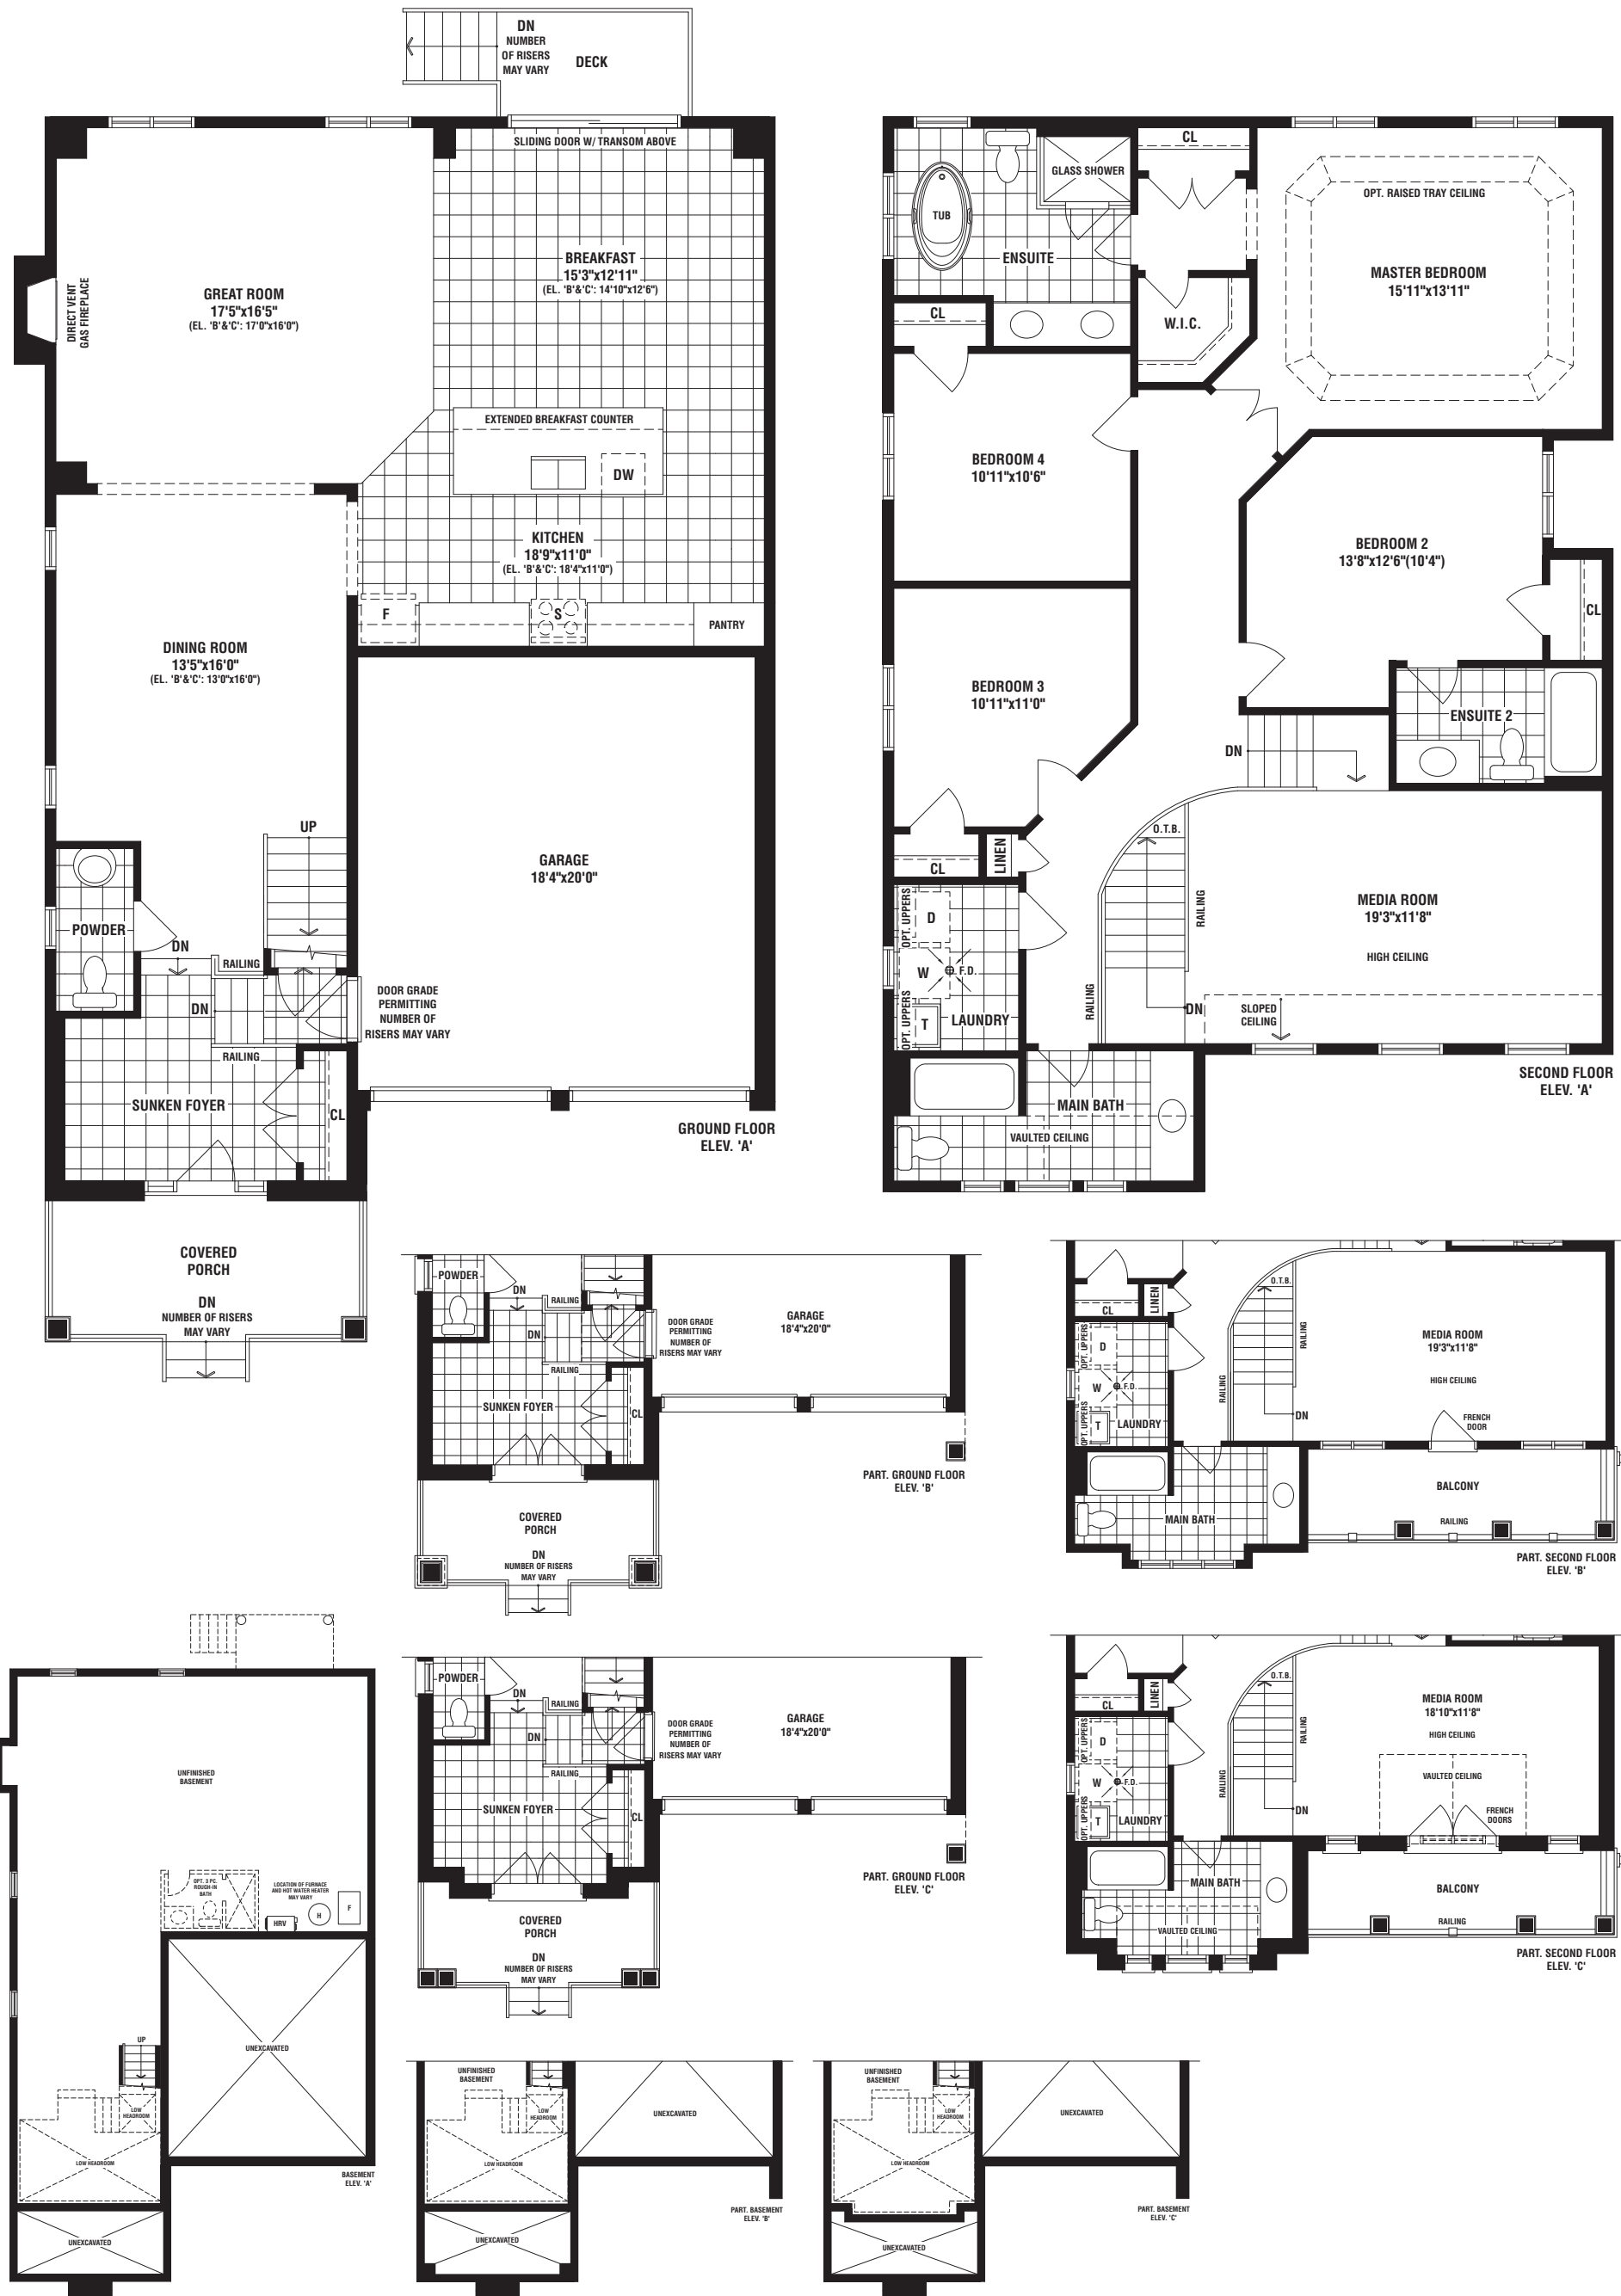 DN
NUMBER
OF RISERS
MAY VARY
DECK
SLIDING DOOR W/ TRANSOM ABOVE
BREAKFAST
15'3"x12'11"
(EL. 'B'&'C': 14'10"x12'6")
GREAT ROOM
17'5"x16'5"
(EL. 'B'&'C': 17'0"x16'0")
DIRECT VENT
GAS FIREPLACE
EXTENDED BREAKFAST COUNTER
DW
KITCHEN
18'9"x11'0"
(EL. 'B'&'C': 18'4"x11'0")
F
S
PANTRY
DINING ROOM
13'5"x16'0"
(EL. 'B'&'C': 13'0"x16'0")
UP
GARAGE
18'4"x20'0"
POWDER
DN
RAILING
DN
DOOR GRADE
PERMITTING
NUMBER OF
RISERS MAY VARY
RAILING
SUNKEN FOYER
CL
GROUND FLOOR
ELEV. 'A'
COVERED
PORCH
DN
NUMBER OF RISERS
MAY VARY
CL
GLASS SHOWER
TUB
ENSUITE
OPT. RAISED TRAY CEILING
MASTER BEDROOM
15'11"x13'11"
CL
W.I.C.
BEDROOM 4
10'11"x10'6"
BEDROOM 2
13'8"x12'6"(10'4")
CL
BEDROOM 3
10'11"x11'0"
ENSUITE 2
DN
O.T.B.
LINEN
CL
RAILING
MEDIA ROOM
19'3"x11'8"
HIGH CEILING
OPT. UPPERS
D
W
F.D.
OPT. UPPERS
T
LAUNDRY
RAILING
DN
SLOPED
CEILING
SECOND FLOOR
ELEV. 'A'
MAIN BATH
VAULTED CEILING
POWDER
DN
RAILING
DN
GARAGE
18'4"x20'0"
DOOR GRADE
PERMITTING
NUMBER OF
RISERS MAY VARY
RAILING
SUNKEN FOYER
CL
PART. GROUND FLOOR
ELEV. 'B'
COVERED
PORCH
DN
NUMBER OF RISERS
MAY VARY
O.T.B.
LINEN
CL
RAILING
MEDIA ROOM
19'3"x11'8"
HIGH CEILING
OPT. UPPERS
D
W
F.D.
OPT. UPPERS
T
LAUNDRY
RAILING
DN
FRENCH
DOOR
BALCONY
MAIN BATH
RAILING
PART. SECOND FLOOR
ELEV. 'B'
POWDER
DN
RAILING
DN
GARAGE
18'4"x20'0"
DOOR GRADE
PERMITTING
NUMBER OF
RISERS MAY VARY
RAILING
SUNKEN FOYER
CL
PART. GROUND FLOOR
ELEV. 'C'
COVERED
PORCH
DN
NUMBER OF RISERS
MAY VARY
O.T.B.
LINEN
CL
RAILING
MEDIA ROOM
18'10"x11'8"
HIGH CEILING
VAULTED CEILING
OPT. UPPERS
D
W
F.D.
OPT. UPPERS
T
LAUNDRY
RAILING
DN
FRENCH
DOORS
MAIN BATH
VAULTED CEILING
BALCONY
RAILING
PART. SECOND FLOOR
ELEV. 'C'
UNFINISHED
BASEMENT
OPT. 3 PC.
ROUGH-IN
BATH
LOCATION OF FURNACE
AND HOT WATER HEATER
MAY VARY
HRV
H
F
UNEXCAVATED
UP
LOW
HEADROOM
LOW HEADROOM
BASEMENT
ELEV. 'A'
UNEXCAVATED
UNFINISHED
BASEMENT
LOW
HEADROOM
UNEXCAVATED
LOW HEADROOM
PART. BASEMENT
ELEV. 'B'
UNEXCAVATED
UNFINISHED
BASEMENT
LOW
HEADROOM
UNEXCAVATED
LOW HEADROOM
PART. BASEMENT
ELEV. 'C'
UNEXCAVATED